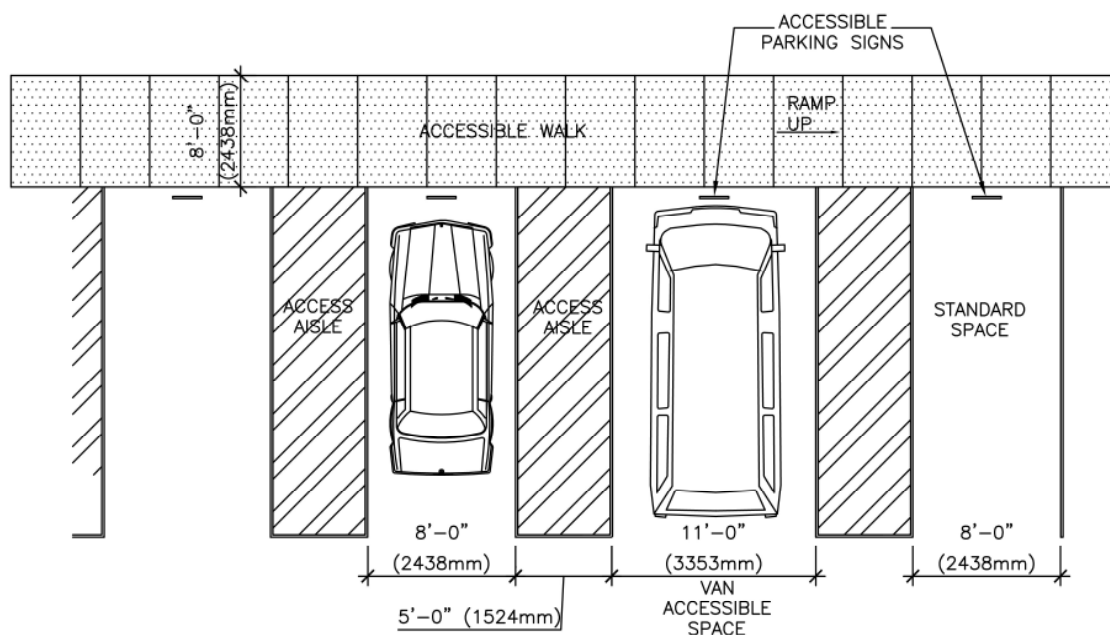 ACCESSIBLE
PARKING SIGNS
8'-0"
(2438mm)
ACCESSIBLE WALK
RAMP
UP
ACCESS
AISLE
ACCESS
AISLE
STANDARD
SPACE
8'-0"
(2438mm)
11'-0"
(3353mm)
8'-0"
(2438mm)
5'-0" (1524mm)
VAN
ACCESSIBLE
SPACE